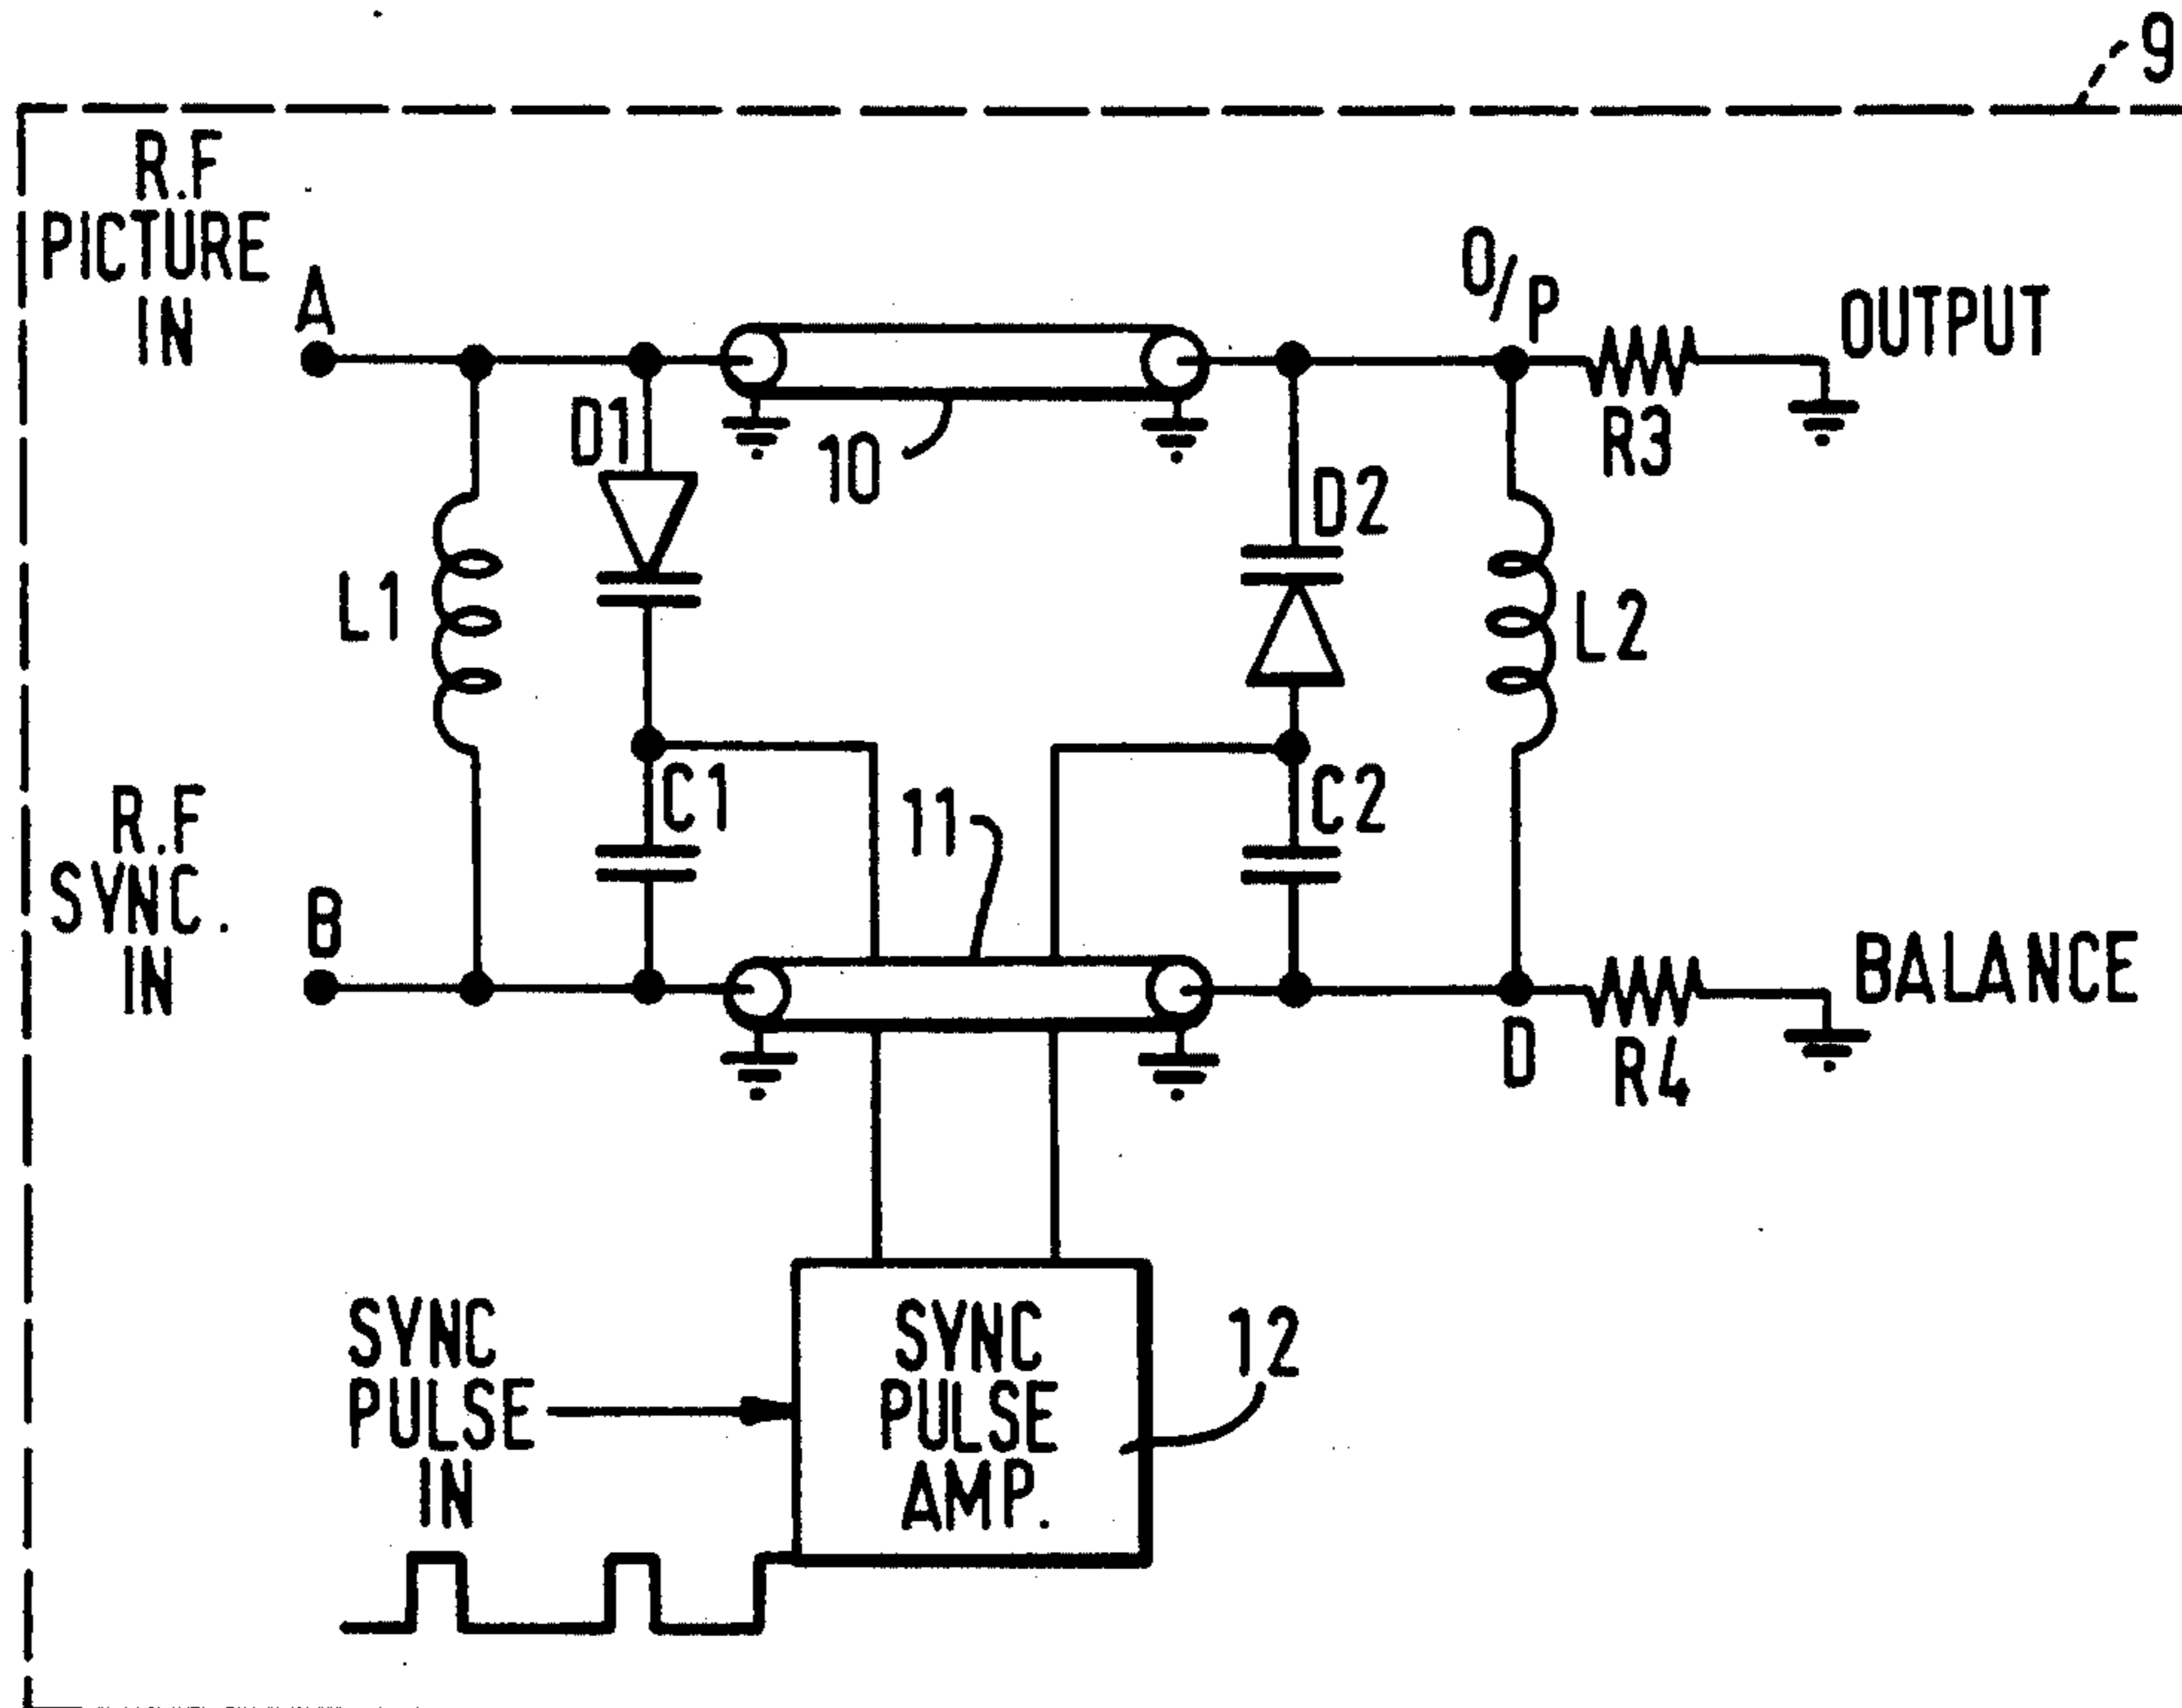 9
R.F
PICTURE
IN
A
O/P
OUTPUT
D1
10
R3
D2
L1
L2
R.F
SYNC.
IN
B
C1
11
C2
BALANCE
D
R4
SYNC
PULSE
IN
SYNC
PULSE
AMP.
12